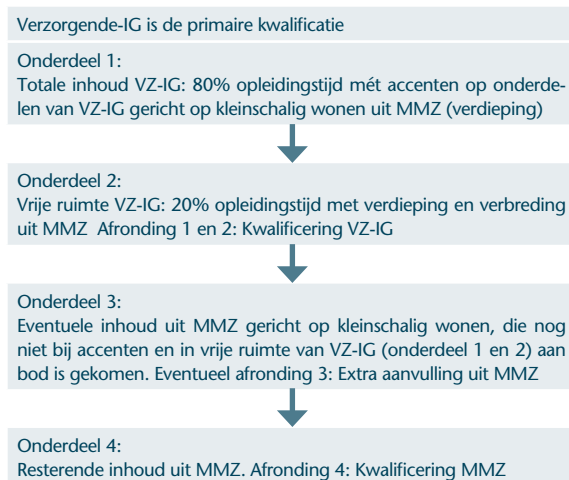 Verzorgende-IG is de primaire kwalificatie
Onderdeel 1:
Totale inhoud VZ-IG: 80% opleidingstijd mét accenten op onderde-
len van VZ-IG gericht op kleinschalig wonen uit MMZ (verdieping)
Onderdeel 2:
Vrije ruimte VZ-IG: 20% opleidingstijd met verdieping en verbreding
uit MMZ Afronding 1 en 2: Kwalificering VZ-IG
Onderdeel 3:
Eventuele inhoud uit MMZ gericht op kleinschalig wonen, die nog
niet bij accenten en in vrije ruimte van VZ-IG (onderdeel 1 en 2) aan
bod is gekomen. Eventueel afronding 3: Extra aanvulling uit MMZ
Onderdeel 4:
Resterende inhoud uit MMZ. Afronding 4: Kwalificering MMZ